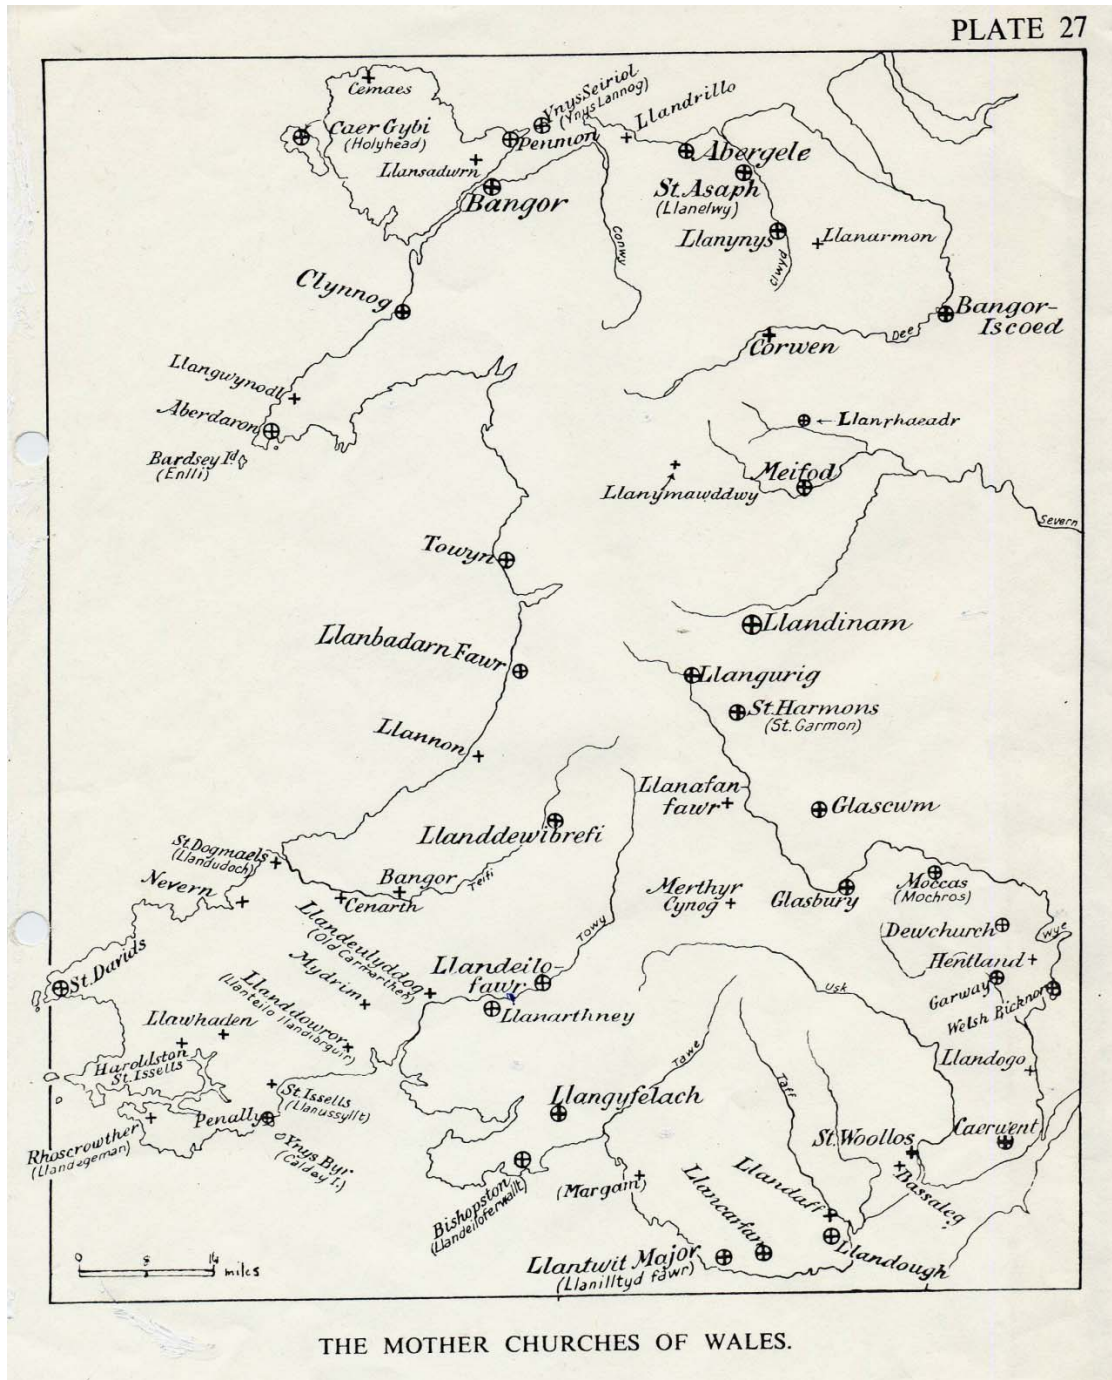 PLATE 27
Cemaes
Ynys Seiriol
(Ynys Lannog)
Llandrillo
Caer Gybi
(Holyhead)
Penmon
Llansadwrn
Abergele
Bangor
St. Asaph
(Llanelwy)
Llanynys
Llanarmon
Conwy
Clwyd
Clynnog
Bangor-
Iscoed
Dee
Corwen
Llangwynodl
Aberdaron
← Llanrhaeadr
Bardsey Id
(Enlli)
Meifod
Llanymawddwy
Severn
Towyn
Llandinam
Llanbadarn Fawr
Llangurig
St. Harmons
(St. Garmon)
Llannon
Llanafan-
fawr
Glascwm
Llanddewibrefi
St. Dogmaels
(Llandudoch)
Nevern
Bangor
Teifi
Cenarth
Merthyr
Cynog
Glasbury
Moccas
(Mochros)
Dewchurch
Wye
Llandeulyddog
(Old Carmarthen)
Towy
St. Davids
Mydrim
Llandeilo-
fawr
Hentland
Garway
Usk
Welsh Bicknor
Llanddowror
(Llanteilo llandibrguir)
Llanarthney
Llawhaden
Tawe
Llandogo
Haroldston
St. Issells
Taff
St. Issells
(Llanussyllt)
Llangyfelach
Penally
Rhoscrowther
(Llandegeman)
Ynys Byr
(Calday I.)
St. Woollos
Caerwent
Bassaleg
Bishopston
(Llandeiloferwallt)
(Margam)
Llandaff
Llancarfan
Llandough
Llantwit Major
(Llanilltyd fawr)
0 miles
THE MOTHER CHURCHES OF WALES.